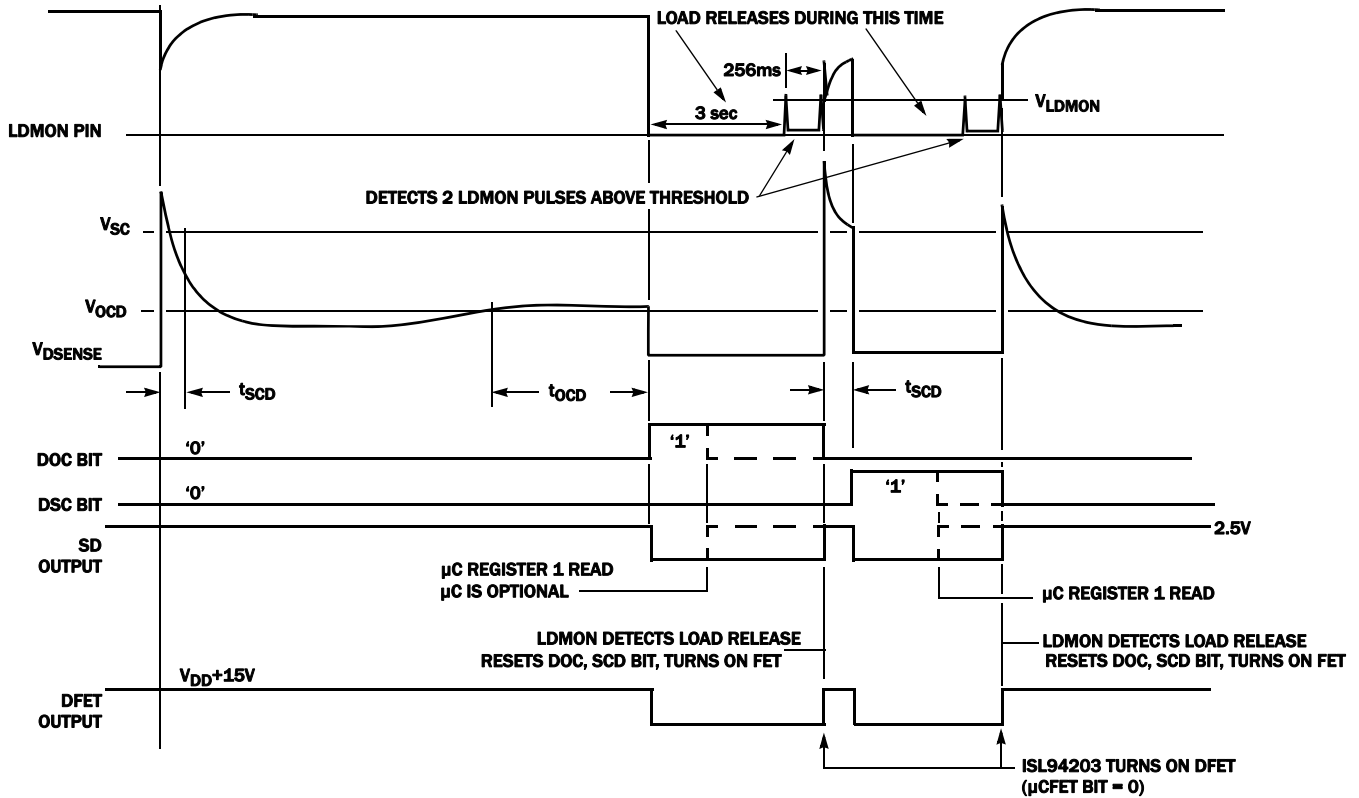 LOAD RELEASES DURING THIS TIME
256ms
VLDMON
3 sec
LDMON PIN
DETECTS 2 LDMON PULSES ABOVE THRESHOLD
VSC
VOCD
VDSENSE
tSCD
tOCD
tSCD
‘0’
‘1’
DOC BIT
‘0’
‘1’
DSC BIT
2.5V
SD
OUTPUT
µC REGISTER 1 READ
µC IS OPTIONAL
µC REGISTER 1 READ
LDMON DETECTS LOAD RELEASE
RESETS DOC, SCD BIT, TURNS ON FET
LDMON DETECTS LOAD RELEASE
RESETS DOC, SCD BIT, TURNS ON FET
VDD+15V
DFET
OUTPUT
ISL94203 TURNS ON DFET
(µCFET BIT = 0)